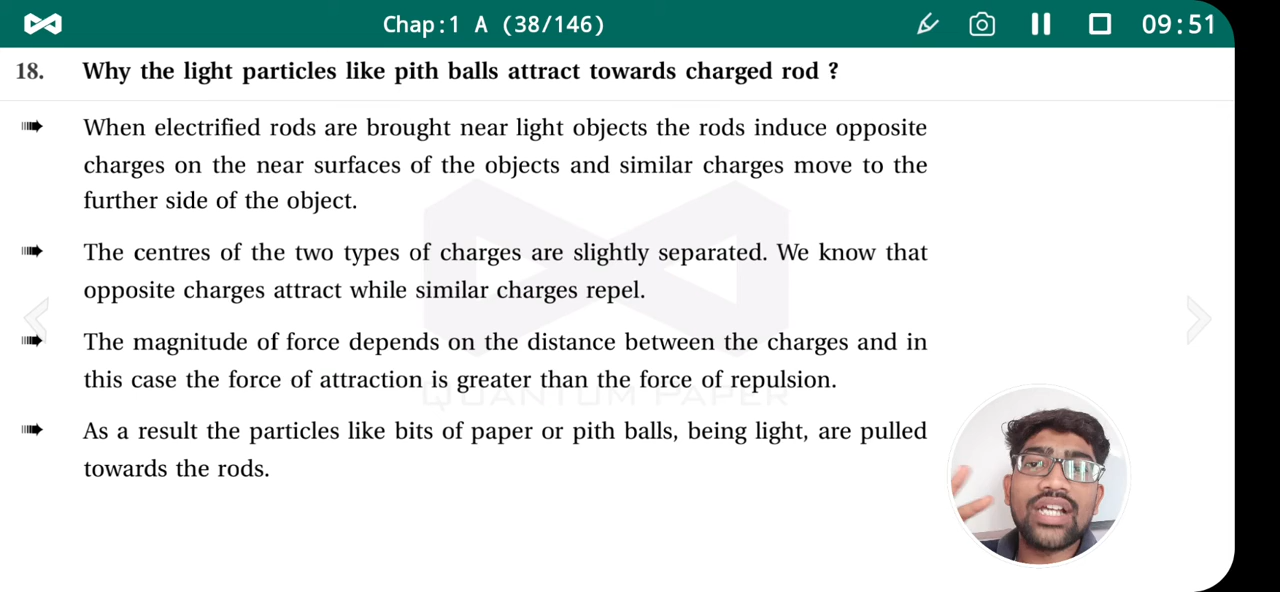 Chap:1 A (38/146)
09:51
18. Why the light particles like pith balls attract towards charged rod ?
When electrified rods are brought near light objects the rods induce opposite
charges on the near surfaces of the objects and similar charges move to the
further side of the object.
The centres of the two types of charges are slightly separated. We know that
opposite charges attract while similar charges repel.
The magnitude of force depends on the distance between the charges and in
this case the force of attraction is greater than the force of repulsion.
QUANTUM PAPER
As a result the particles like bits of paper or pith balls, being light, are pulled
towards the rods.